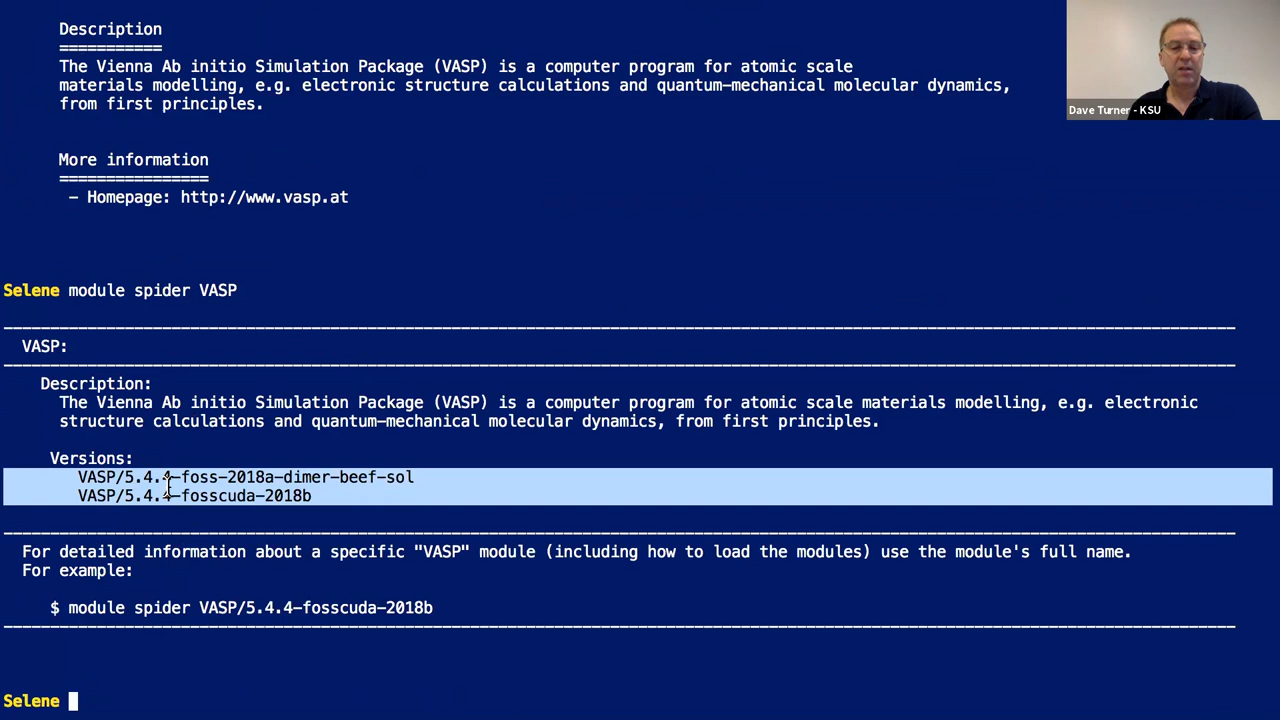 Description
===========
The Vienna Ab initio Simulation Package (VASP) is a computer program for atomic scale
materials modelling, e.g. electronic structure calculations and quantum-mechanical molecular dynamics,
from first principles.
Dave Turner - KSU
More information
================
- Homepage: http://www.vasp.at
Selene module spider VASP
VASP:
Description:
The Vienna Ab initio Simulation Package (VASP) is a computer program for atomic scale materials modelling, e.g. electronic
structure calculations and quantum-mechanical molecular dynamics, from first principles.
Versions:
VASP/5.4.4-foss-2018a-dimer-beef-sol
VASP/5.4.4-fosscuda-2018b
For detailed information about a specific "VASP" module (including how to load the modules) use the module's full name.
For example:
$ module spider VASP/5.4.4-fosscuda-2018b
Selene